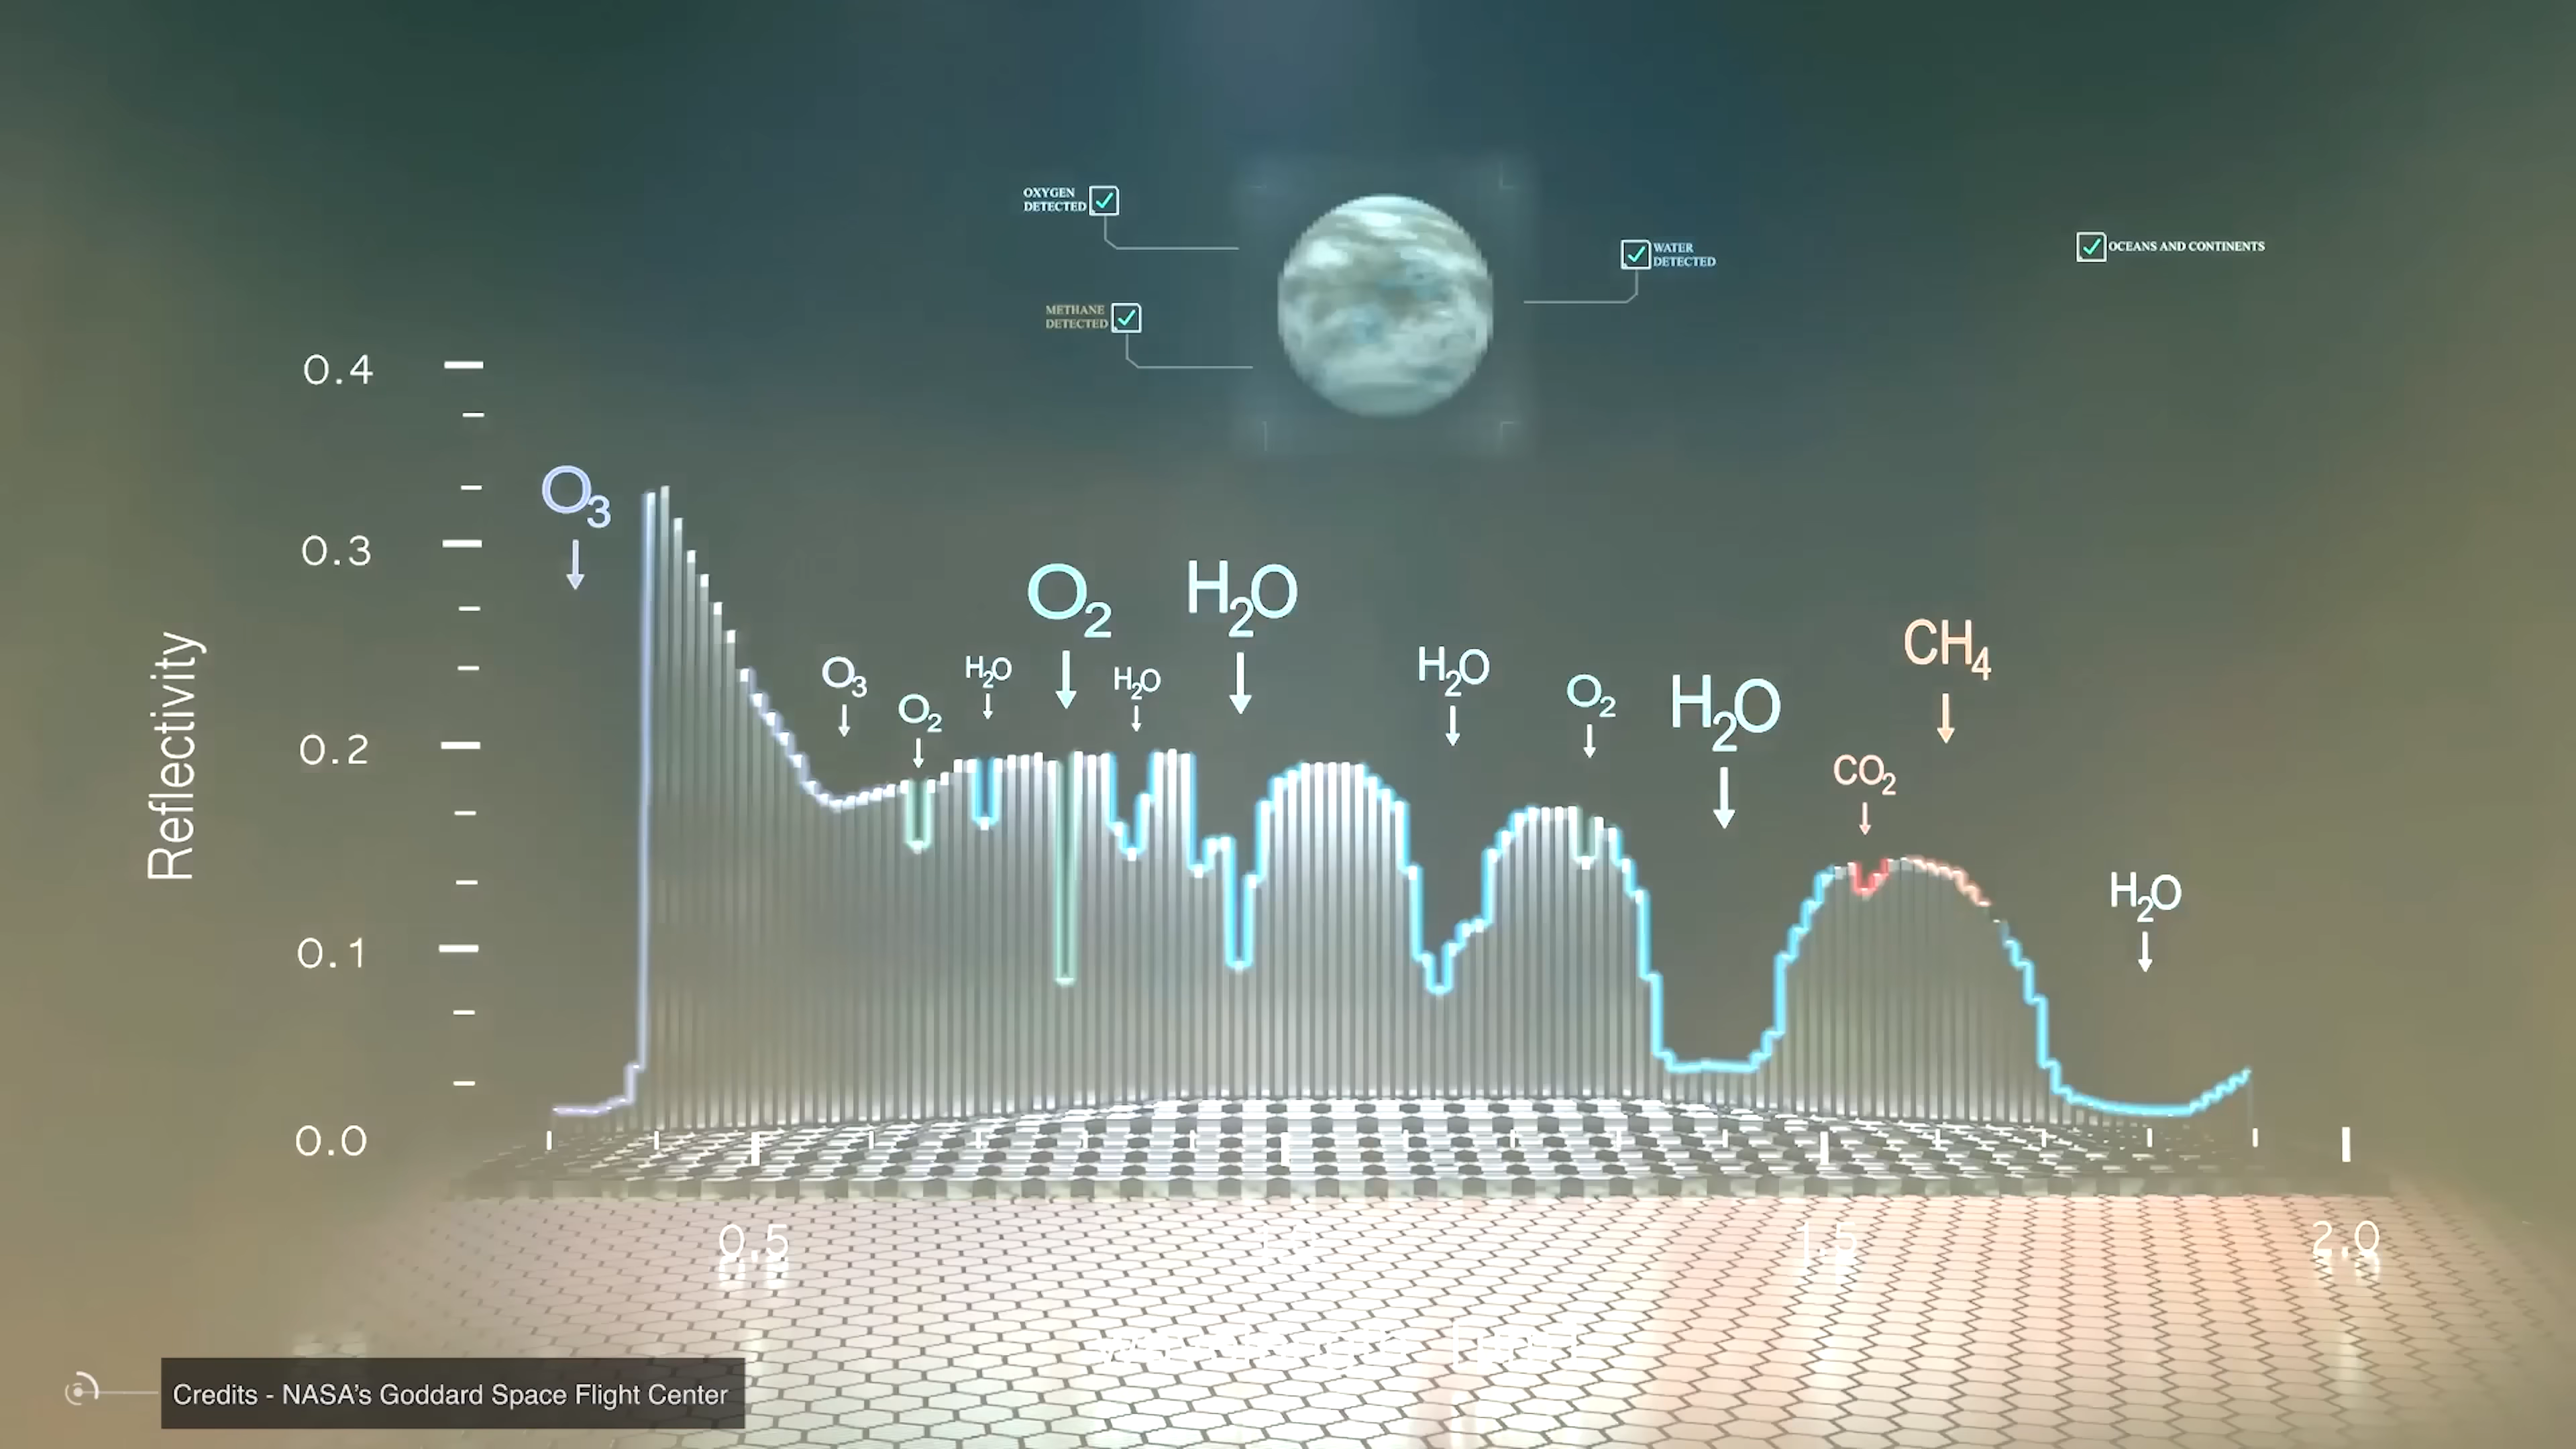 OXYGEN
DETECTED
WATER
DETECTED
OCEANS AND CONTINENTS
METHANE
DETECTED
0.4
0.3
0.2
0.1
0.0
Reflectivity
O₃
O₃
O₂
H₂O
O₂
H₂O
H₂O
H₂O
O₂
H₂O
CO₂
CH₄
H₂O
0.5
1.5
2.0
Credits - NASA's Goddard Space Flight Center